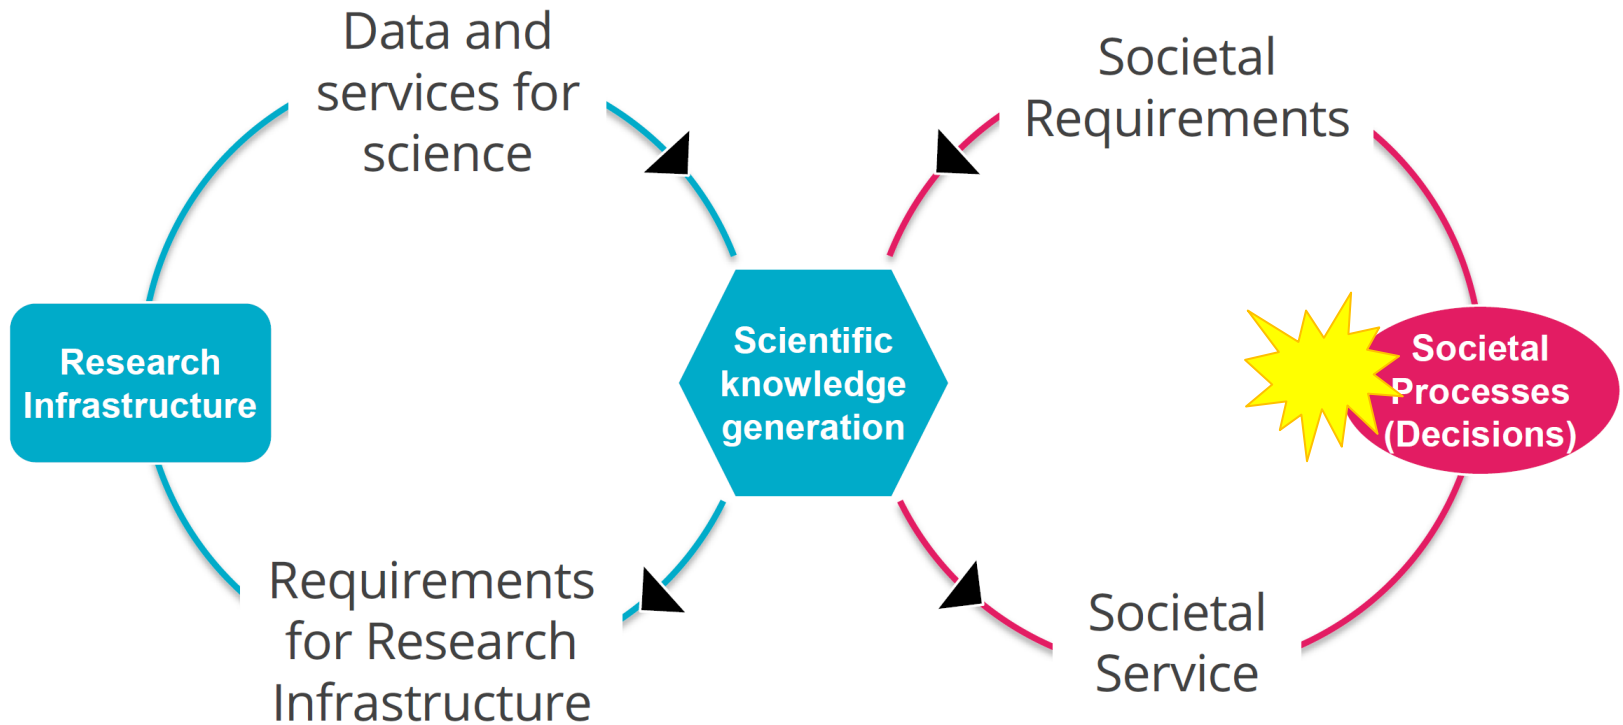 Data and
services for
science
Societal
Requirements
Research
Infrastructure
Scientific
knowledge
generation
Societal
Processes
(Decisions)
Requirements
for Research
Infrastructure
Societal
Service